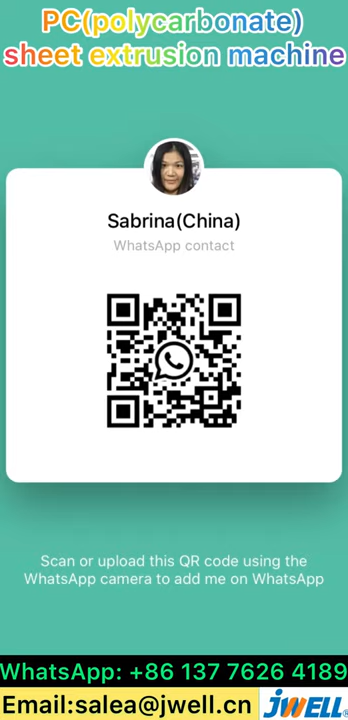 PC(polycarbonate)
sheet extrusion machine
Sabrina(China)
WhatsApp contact
Scan or upload this QR code using the
WhatsApp camera to add me on WhatsApp
WhatsApp: +86 137 7626 4189
Email:salea@jwell.cn
JWELL®